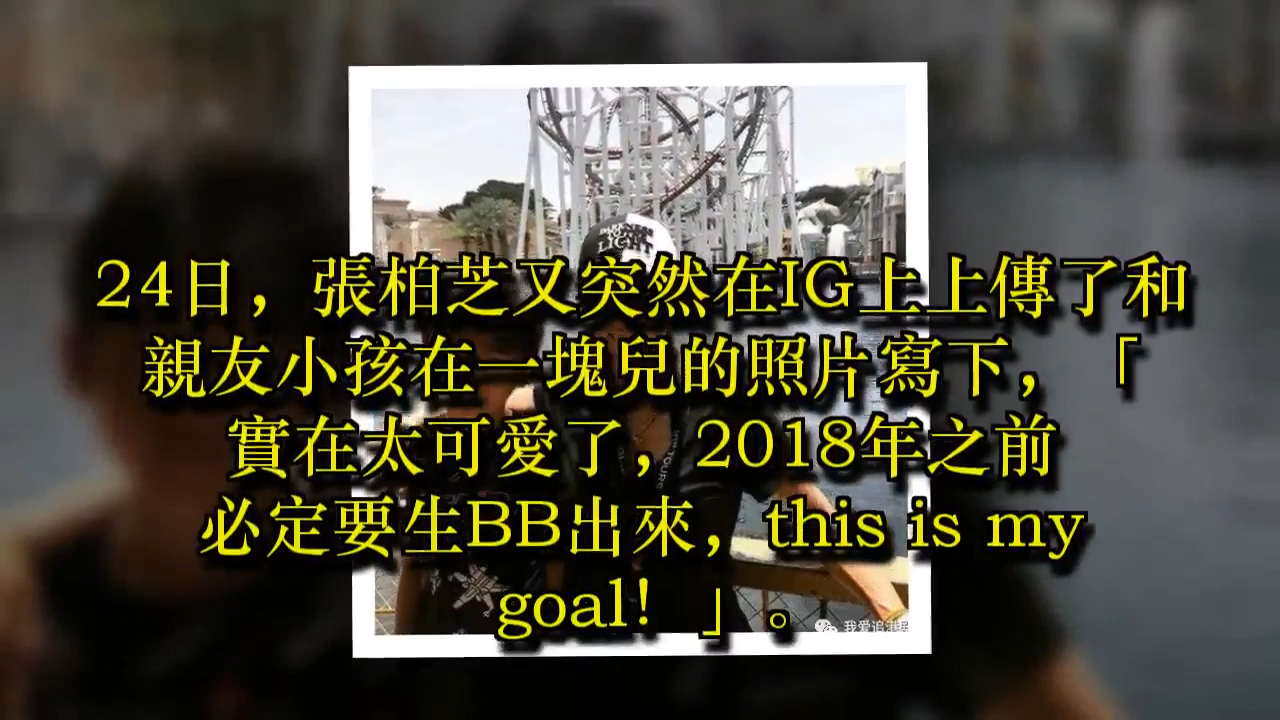 LIGHT
24日，張柏芝又突然在IG上上傳了和
親友小孩在一塊兒的照片寫下，「
實在太可愛了，2018年之前
必定要生BB出來，this is my
goal！」。
TOURS
我爱追港剧